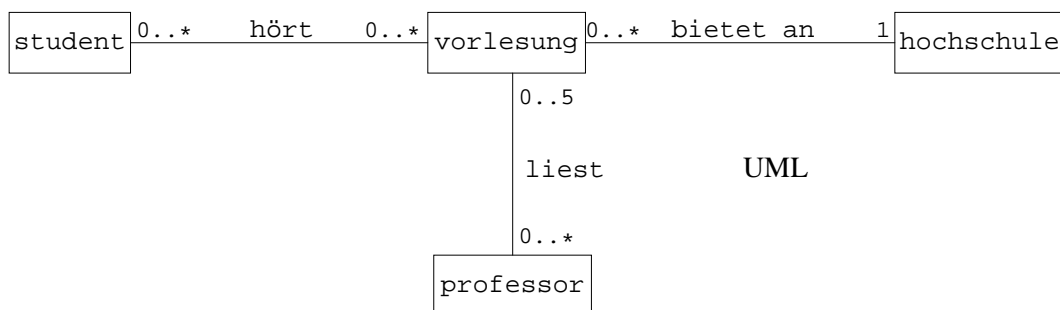 0..* hört 0..* 0..* bietet an 1
student vorlesung hochschule
0..5
liest UML
0..*
professor